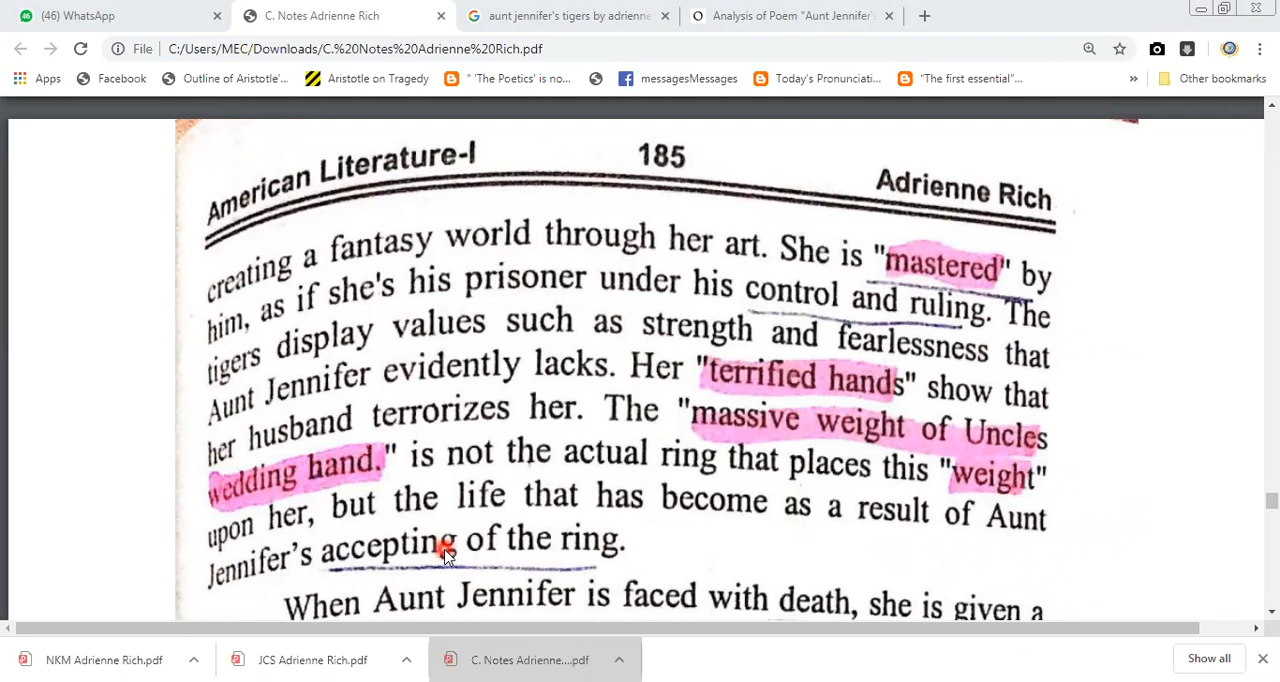 (46) WhatsApp
C. Notes Adrienne Rich
aunt jennifer's tigers by adrienne
Analysis of Poem "Aunt Jennifer's
File
C:/Users/MEC/Downloads/C.%20Notes%20Adrienne%20Rich.pdf
Apps
Facebook
Outline of Aristotle'...
Aristotle on Tragedy
" 'The Poetics' is no...
messagesMessages
Today's Pronunciati...
"The first essential"...
»
Other bookmarks
American Literature-I 185 Adrienne Rich
creating a fantasy world through her art. She is "mastered" by
him, as if she's his prisoner under his control and ruling. The
tigers display values such as strength and fearlessness that
Aunt Jennifer evidently lacks. Her "terrified hands" show that
her husband terrorizes her. The "massive weight of Uncles
wedding hand." is not the actual ring that places this "weight"
upon her, but the life that has become as a result of Aunt
Jennifer's accepting of the ring.
When Aunt Jennifer is faced with death, she is given a
NKM Adrienne Rich.pdf
JCS Adrienne Rich.pdf
C. Notes Adrienne....pdf
Show all